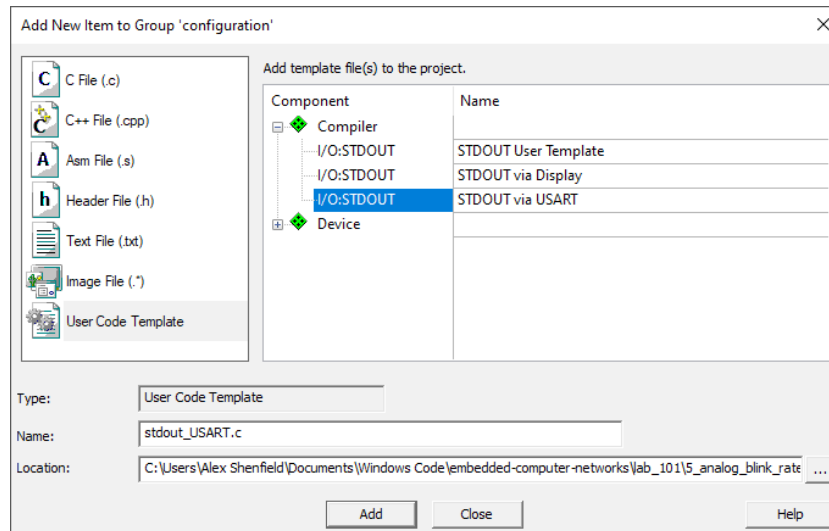 Add New Item to Group 'configuration'
C File (.c)
C++ File (.cpp)
Asm File (.s)
Header File (.h)
Text File (.txt)
Image File (.*)
User Code Template
Add template file(s) to the project.
Component Name
Compiler
I/O:STDOUT STDOUT User Template
I/O:STDOUT STDOUT via Display
I/O:STDOUT STDOUT via USART
Device
Type: User Code Template
Name: stdout_USART.c
Location: C:\Users\Alex Shenfield\Documents\Windows Code\embedded-computer-networks\lab_101\5_analog_blink_rate ...
Add Close Help